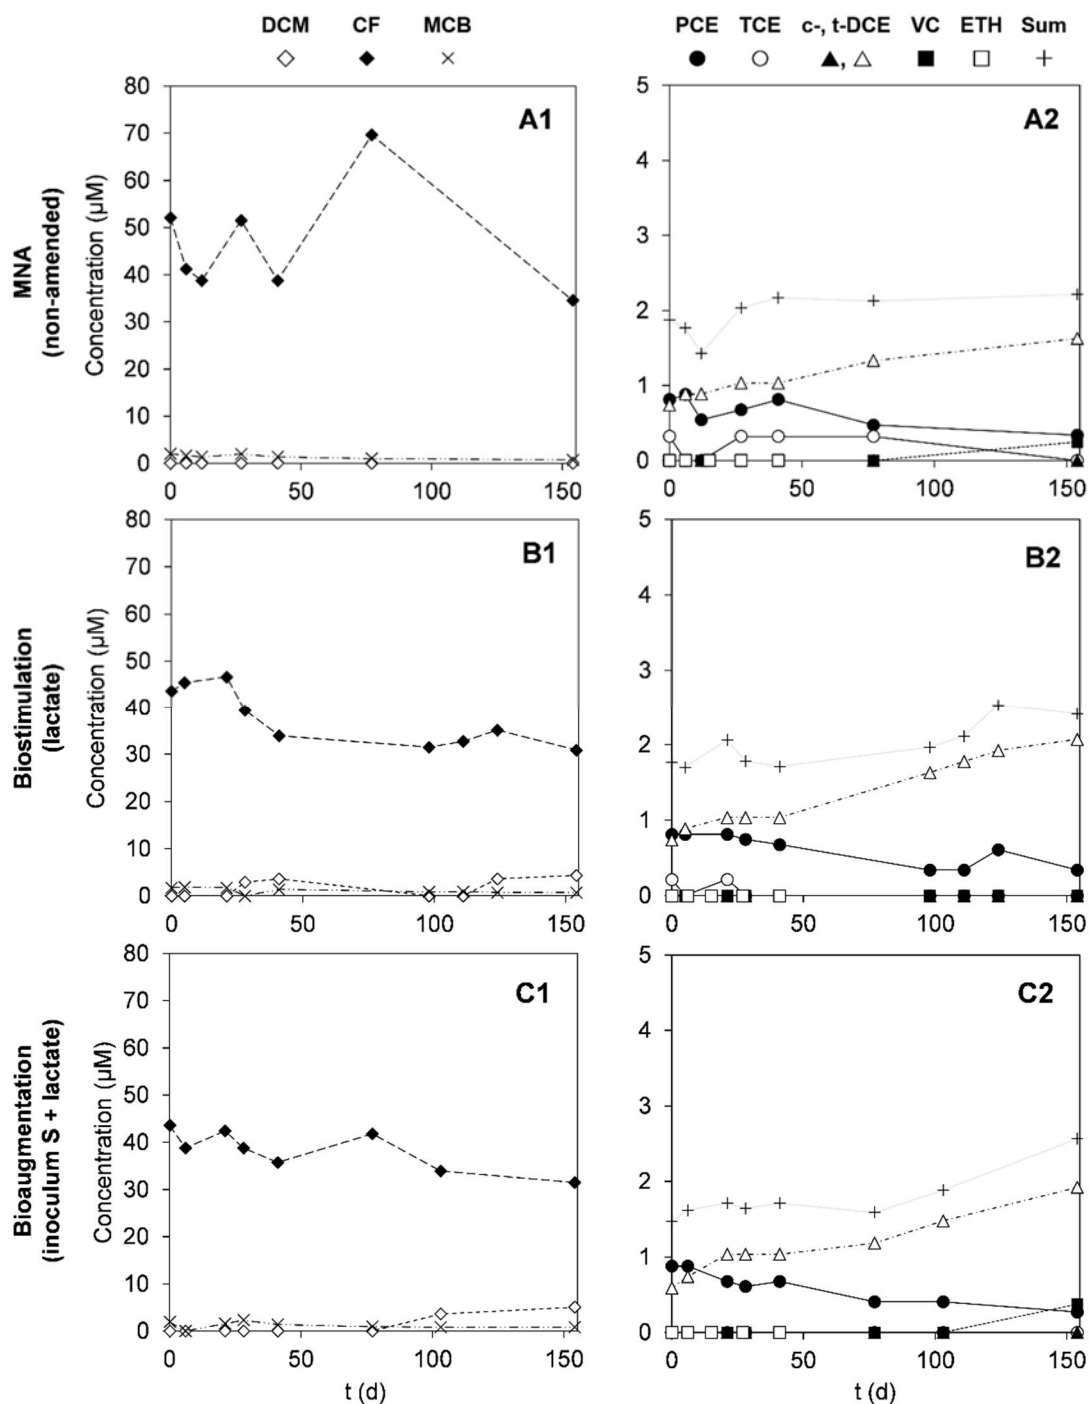 DCM CF MCB
PCE TCE c-, t-DCE VC ETH Sum
,
MNA
(non-amended)
Concentration (µM)
80
70
60
50
40
30
20
10
0
A1
0 50 100 150
5
4
3
2
1
0
A2
0 50 100 150
Biostimulation
(lactate)
Concentration (µM)
80
70
60
50
40
30
20
10
0
B1
0 50 100 150
5
4
3
2
1
0
B2
0 50 100 150
Bioaugmentation
(inoculum S + lactate)
Concentration (µM)
80
70
60
50
40
30
20
10
0
C1
0 50 100 150
t (d)
5
4
3
2
1
0
C2
0 50 100 150
t (d)